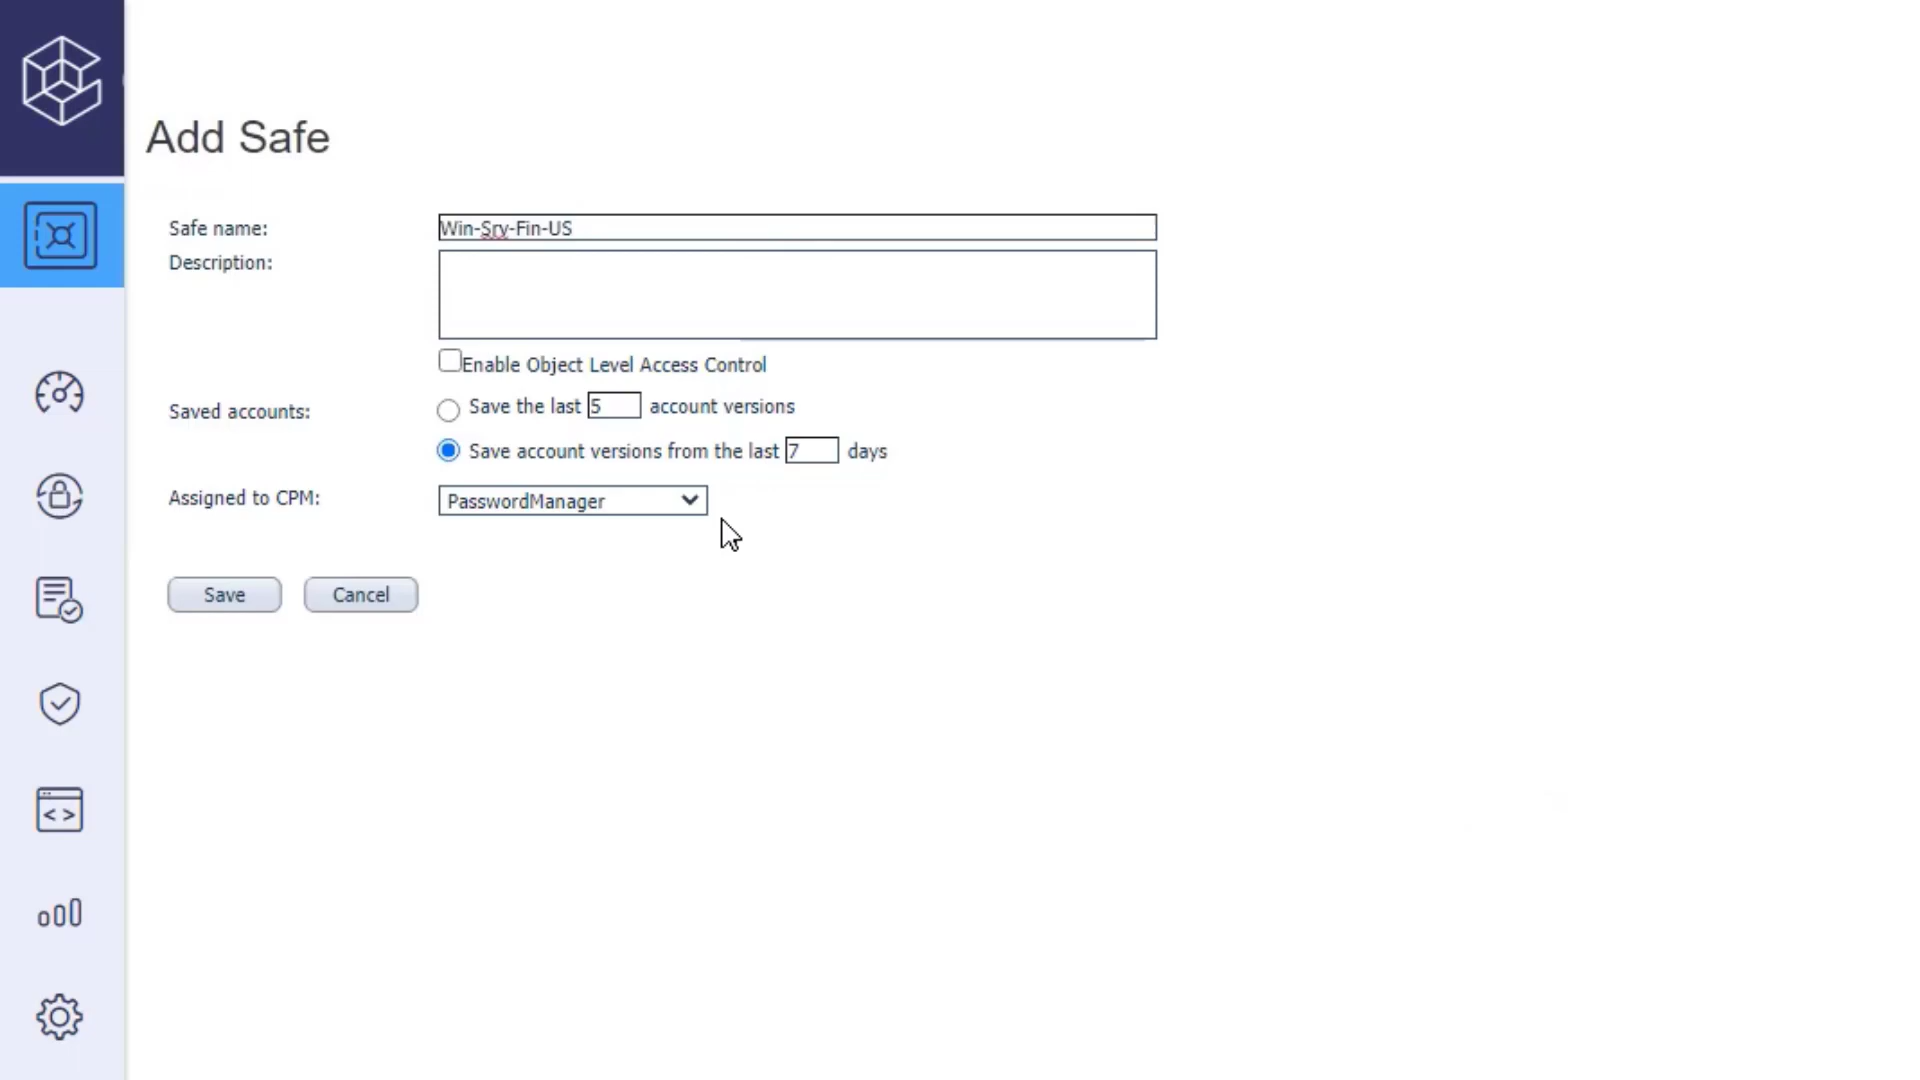 Add Safe
Safe name: Win-Sry-Fin-US
Description:
Enable Object Level Access Control
Saved accounts: Save the last 5 account versions
Save account versions from the last 7 days
Assigned to CPM: PasswordManager
Save Cancel